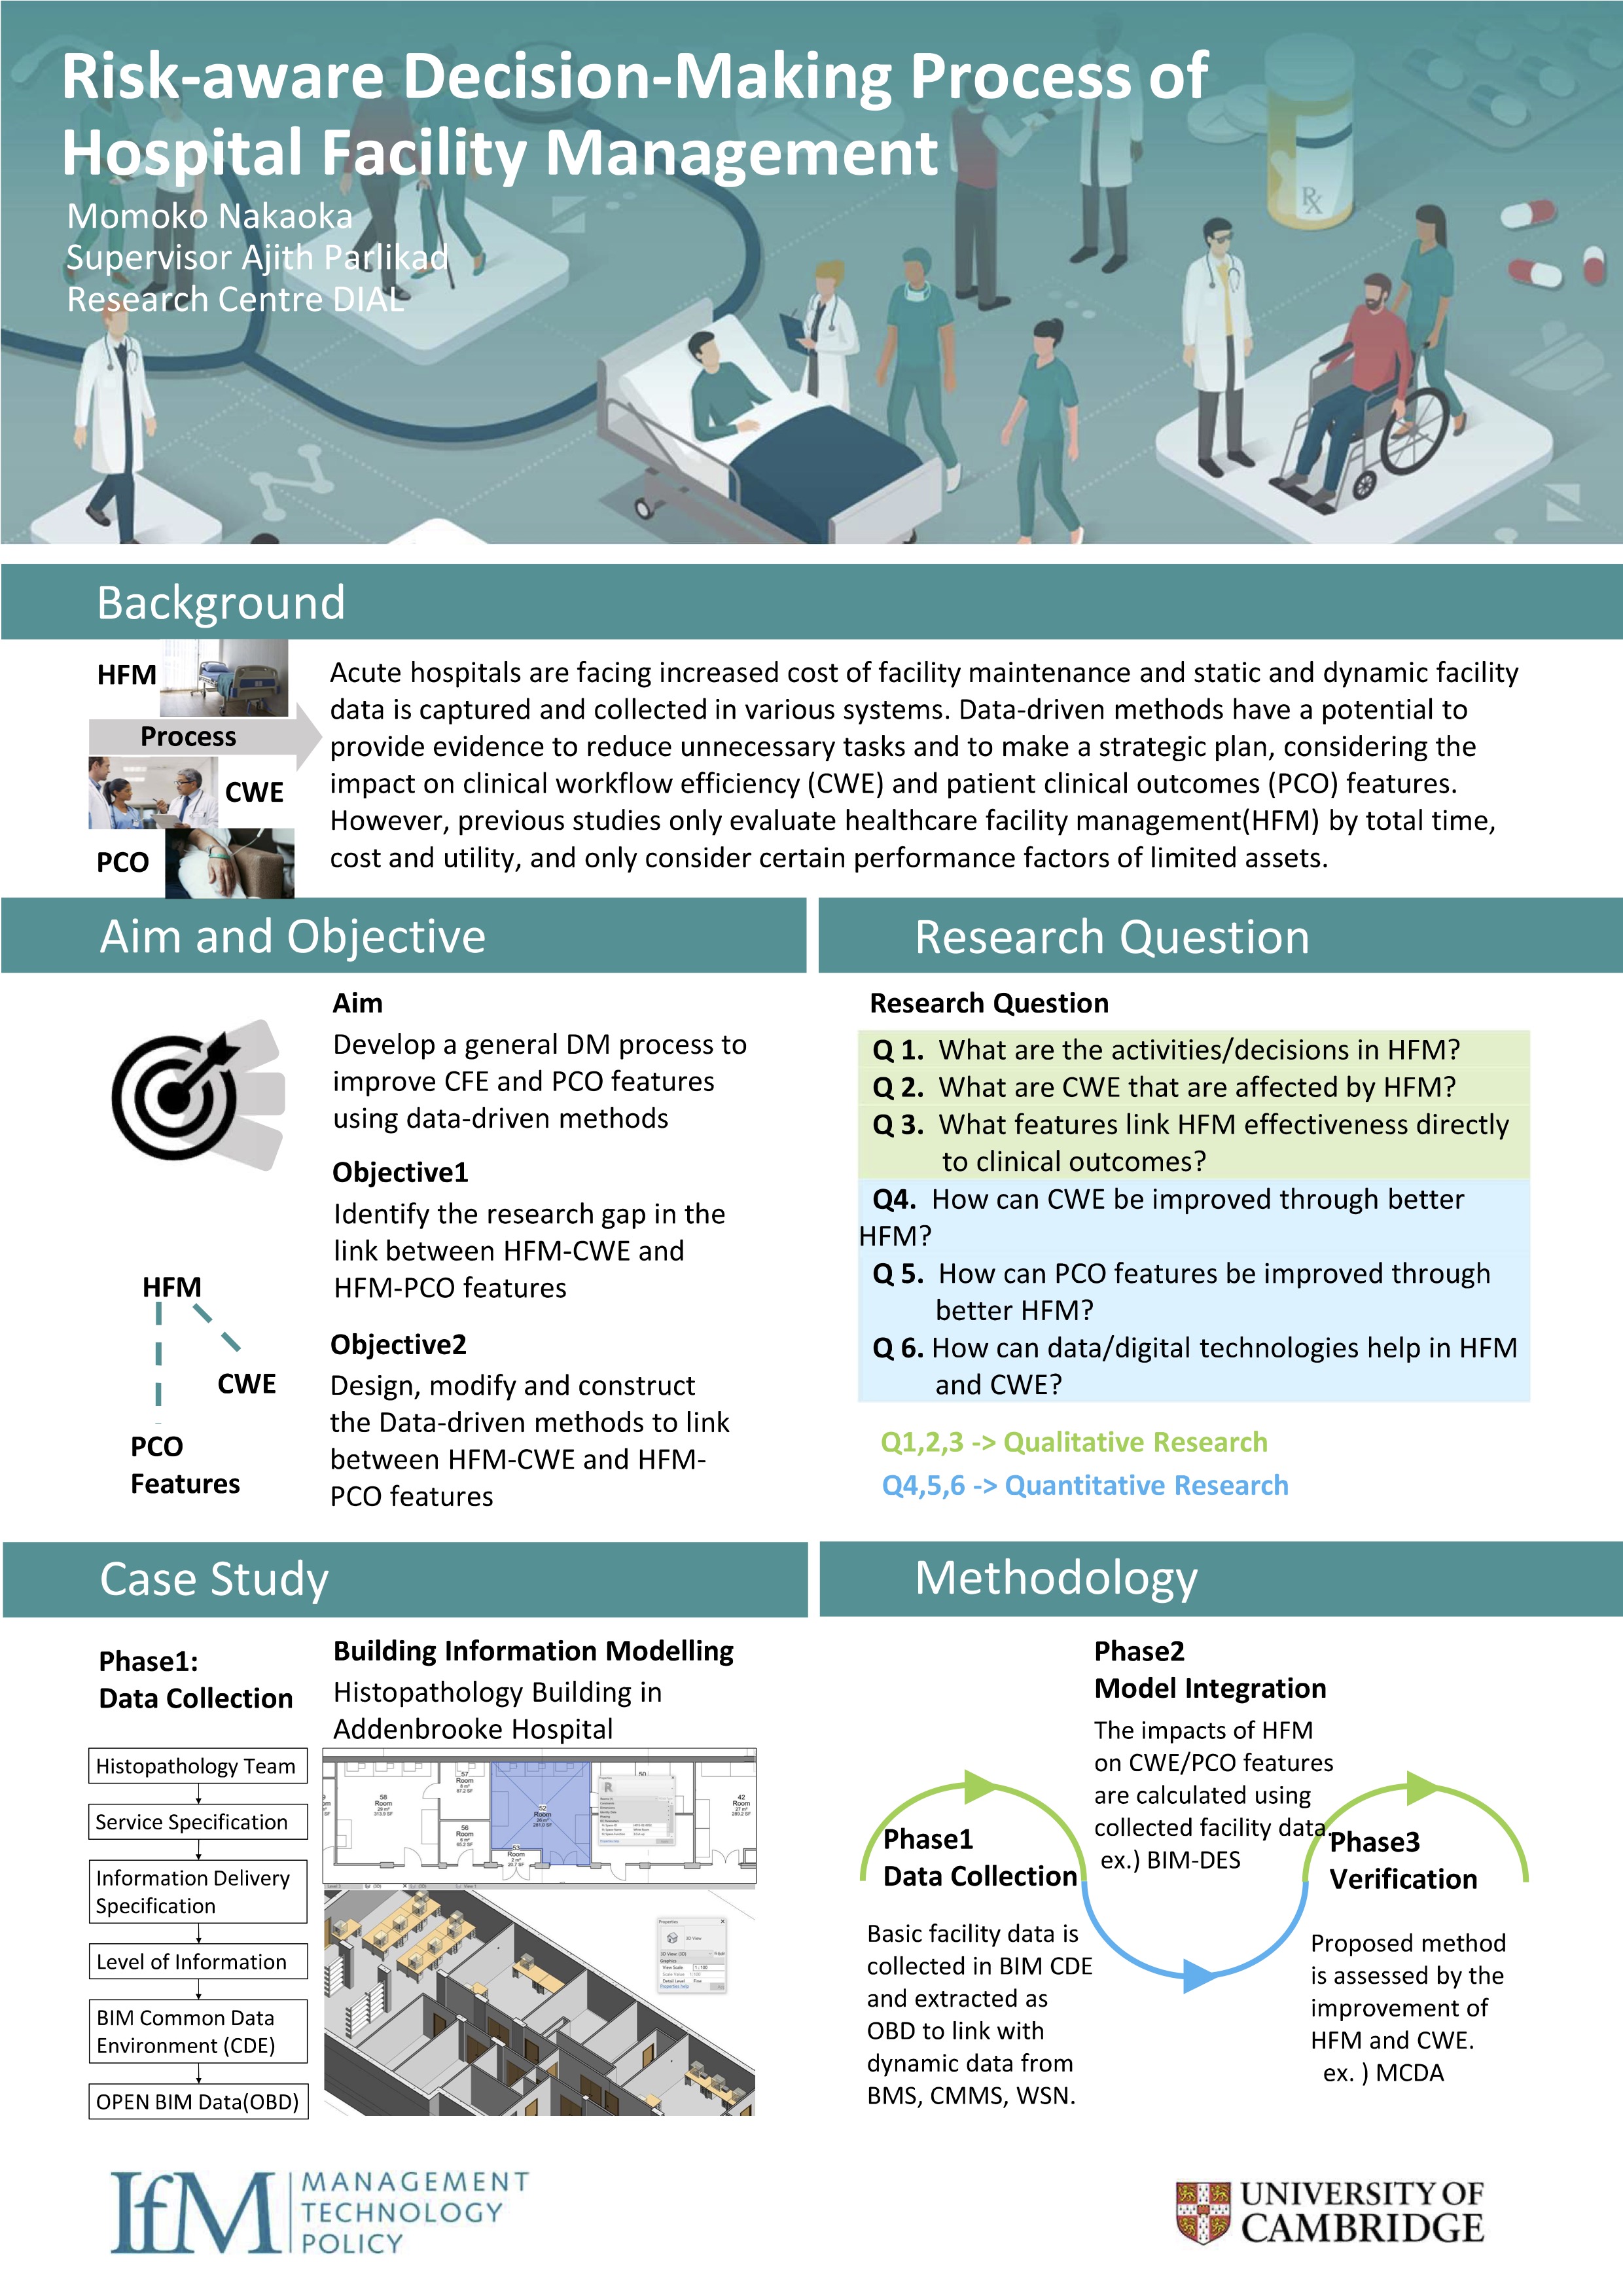 Risk-aware Decision-Making Process of
Hospital Facility Management
Momoko Nakaoka
Supervisor Ajith Parlikad
Research Centre DIAL
Rx
Background
HFM
Process
CWE
PCO
Acute hospitals are facing increased cost of facility maintenance and static and dynamic facility
data is captured and collected in various systems. Data-driven methods have a potential to
provide evidence to reduce unnecessary tasks and to make a strategic plan, considering the
impact on clinical workflow efficiency (CWE) and patient clinical outcomes (PCO) features.
However, previous studies only evaluate healthcare facility management(HFM) by total time,
cost and utility, and only consider certain performance factors of limited assets.
Aim and Objective
Aim
Develop a general DM process to
improve CFE and PCO features
using data-driven methods
Objective1
Identify the research gap in the
link between HFM-CWE and
HFM-PCO features
HFM
CWE
PCO
Features
Objective2
Design, modify and construct
the Data-driven methods to link
between HFM-CWE and HFM-
PCO features
Research Question
Research Question
Q 1. What are the activities/decisions in HFM?
Q 2. What are CWE that are affected by HFM?
Q 3. What features link HFM effectiveness directly
to clinical outcomes?
Q4. How can CWE be improved through better
HFM?
Q 5. How can PCO features be improved through
better HFM?
Q 6. How can data/digital technologies help in HFM
and CWE?
Q1,2,3 -> Qualitative Research
Q4,5,6 -> Quantitative Research
Case Study
Phase1:
Data Collection
Histopathology Team
Service Specification
Information Delivery
Specification
Level of Information
BIM Common Data
Environment (CDE)
OPEN BIM Data(OBD)
Building Information Modelling
Histopathology Building in
Addenbrooke Hospital
58
Room
57
Room
56
Room
52
Room
53
Room
50
42
Room
Properties
3D View
Methodology
Phase1
Data Collection
Basic facility data is
collected in BIM CDE
and extracted as
OBD to link with
dynamic data from
BMS, CMMS, WSN.
Phase2
Model Integration
The impacts of HFM
on CWE/PCO features
are calculated using
collected facility data.
ex.) BIM-DES
Phase3
Verification
Proposed method
is assessed by the
improvement of
HFM and CWE.
ex. ) MCDA
IfM
MANAGEMENT
TECHNOLOGY
POLICY
UNIVERSITY OF
CAMBRIDGE